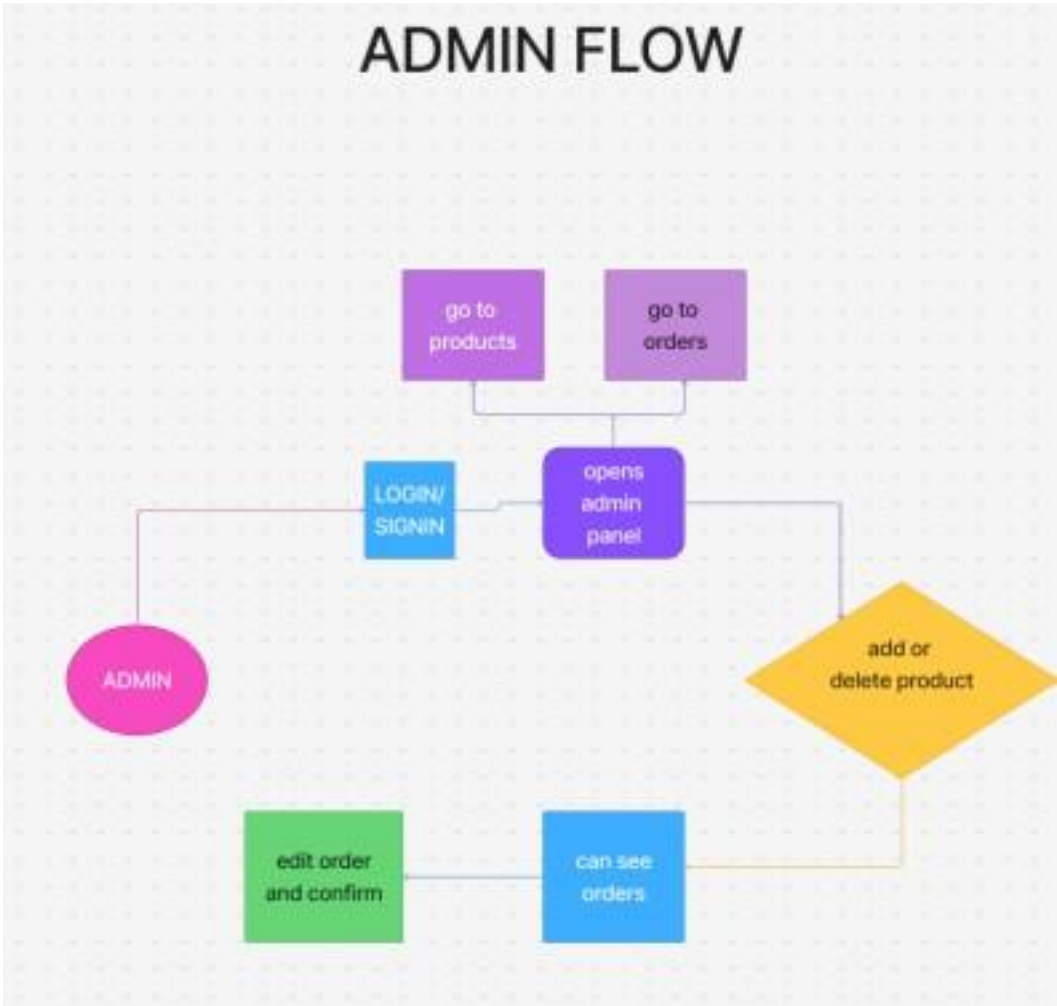 ADMIN FLOW
go to
products
go to
orders
LOGIN/
SIGNIN
opens
admin
panel
ADMIN
add or
delete product
edit order
and confirm
can see
orders